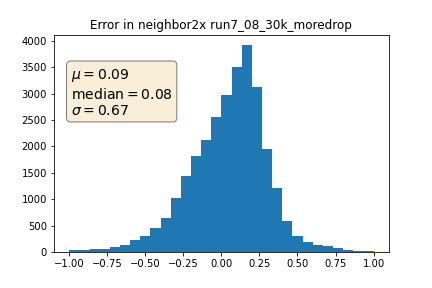 Error in neighbor2x run7_08_30k_moredrop
4000
3500
3000
2500
2000
1500
1000
500
0
μ = 0.09
median = 0.08
σ = 0.67
−1.00 −0.75 −0.50 −0.25 0.00 0.25 0.50 0.75 1.00